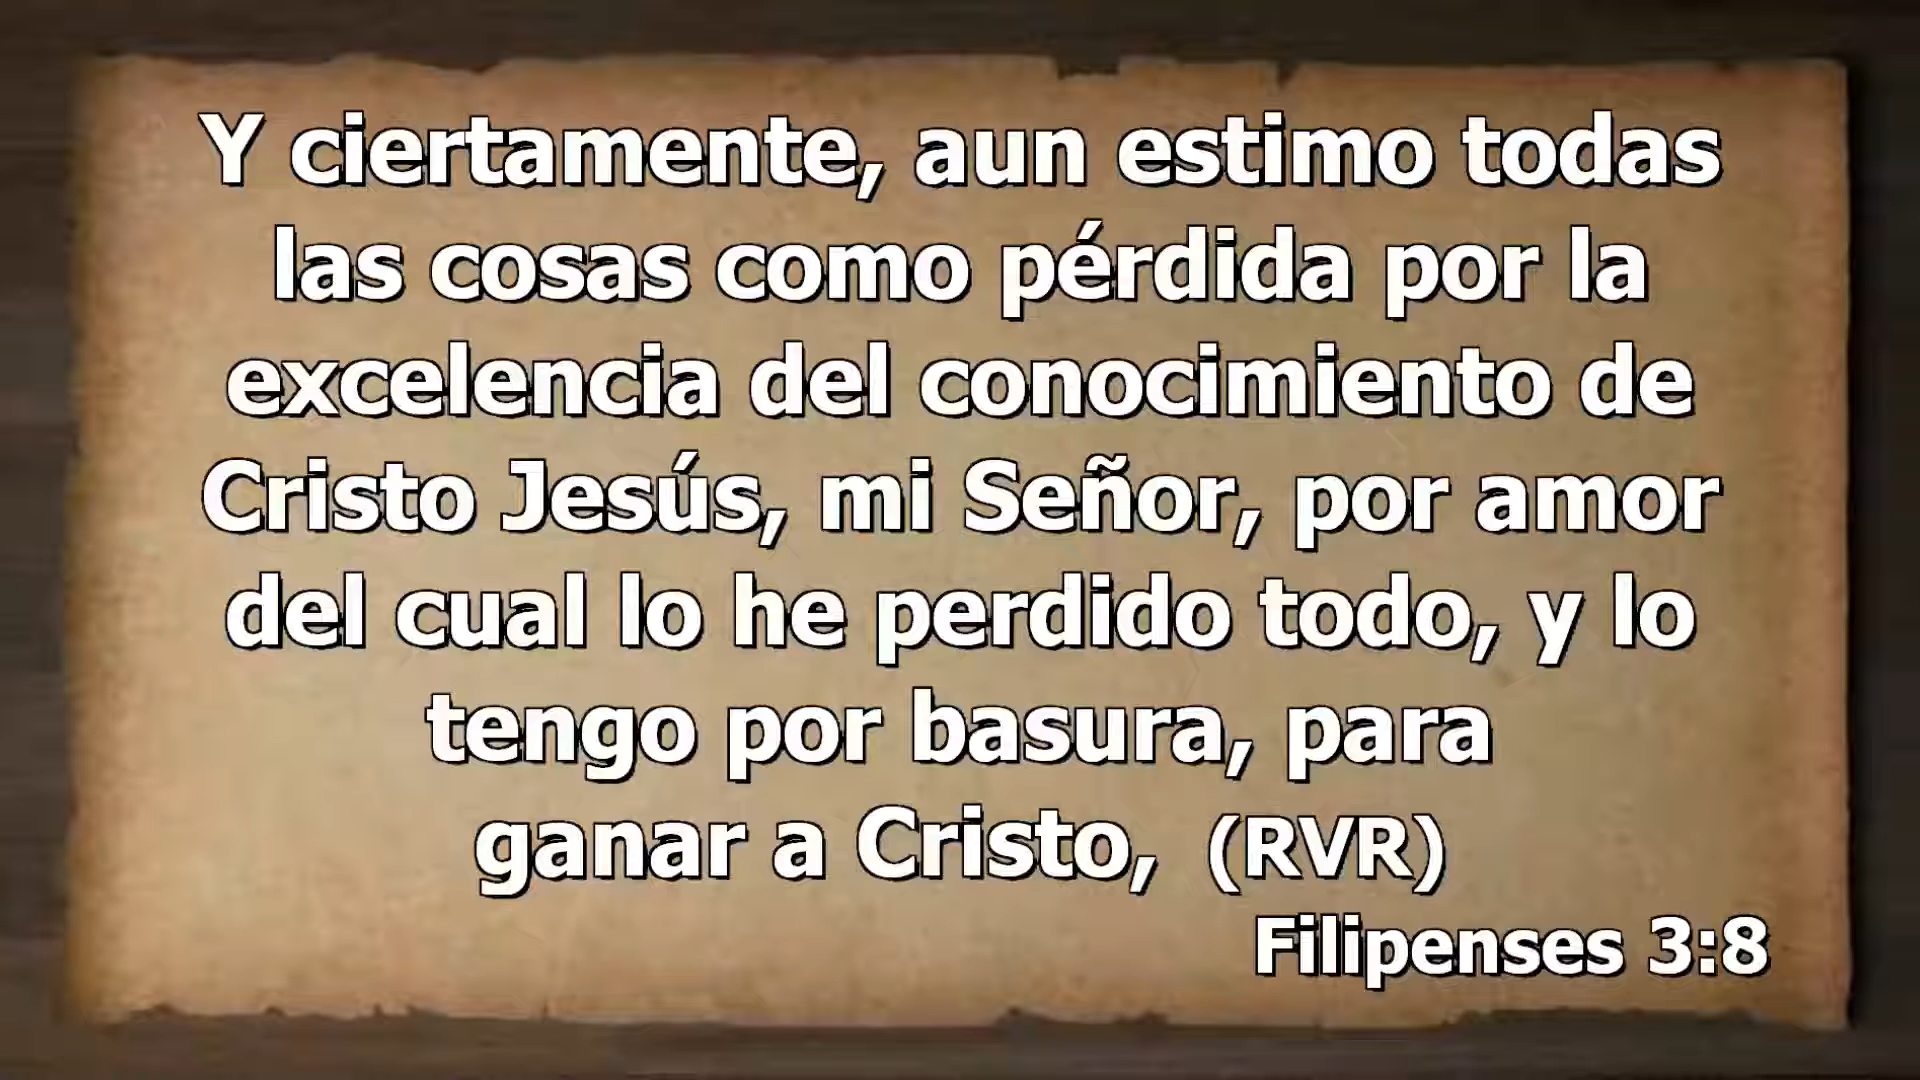 Y ciertamente, aun estimo todas
las cosas como pérdida por la
excelencia del conocimiento de
Cristo Jesús, mi Señor, por amor
del cual lo he perdido todo, y lo
tengo por basura, para
ganar a Cristo, (RVR)
Filipenses 3:8